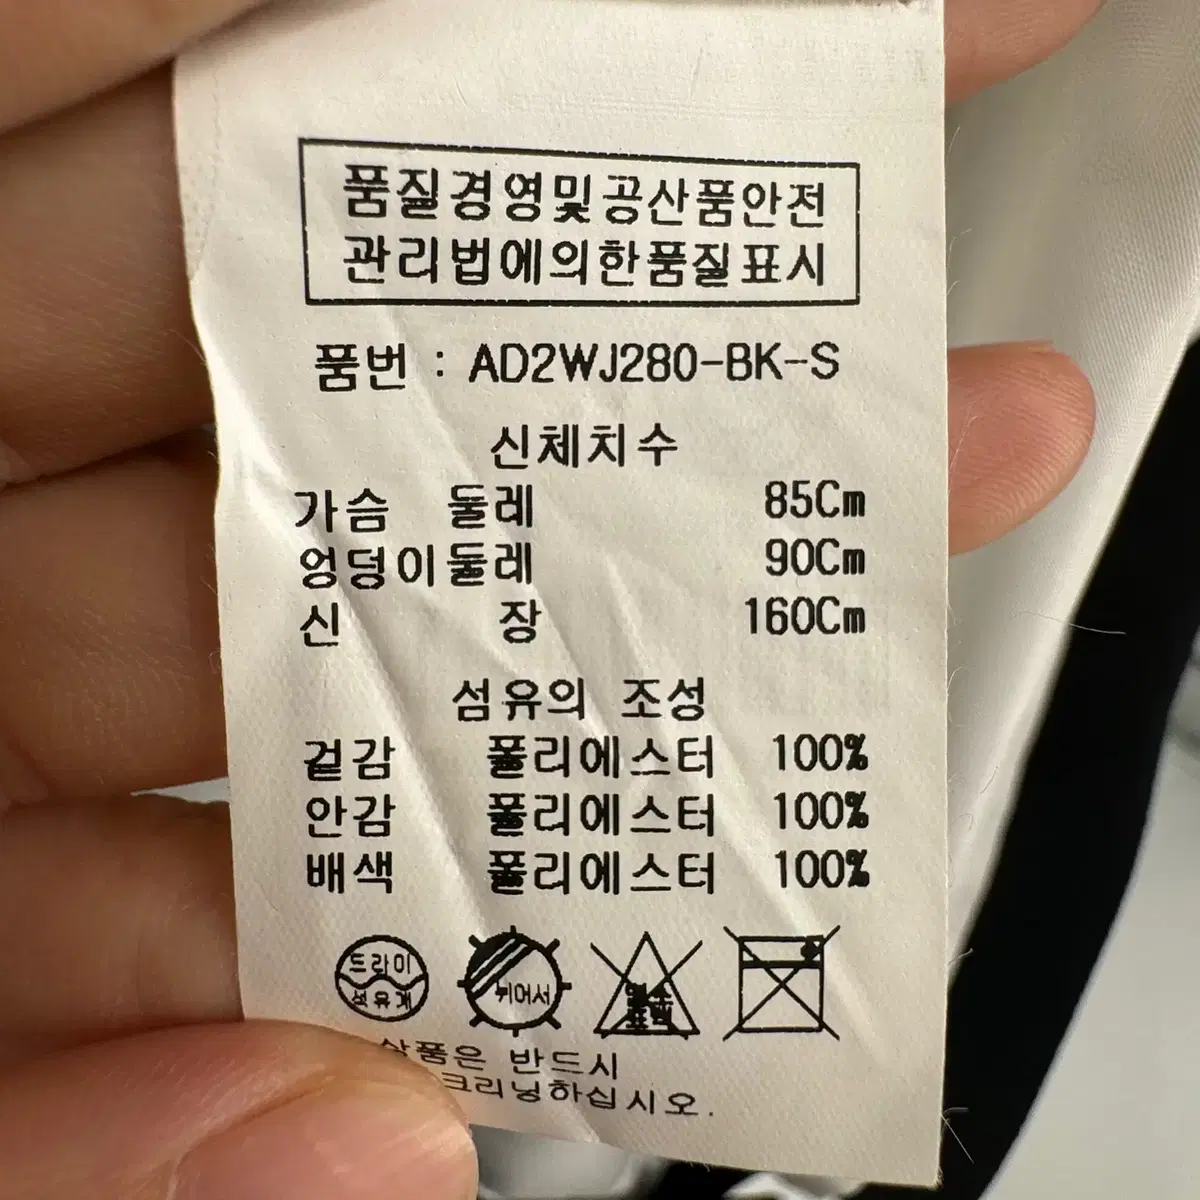 품질경영및공산품안전
관리법에의한품질표시
품번 : AD2WJ280-BK-S
신체치수
가슴 둘레 85Cm
엉덩이둘레 90Cm
신 장 160Cm
섬유의 조성
겉감 폴리에스터 100%
안감 폴리에스터 100%
배색 폴리에스터 100%
드라이
석유계
뉘어서
염소
표백
상품은 반드시
크리닝하십시오.